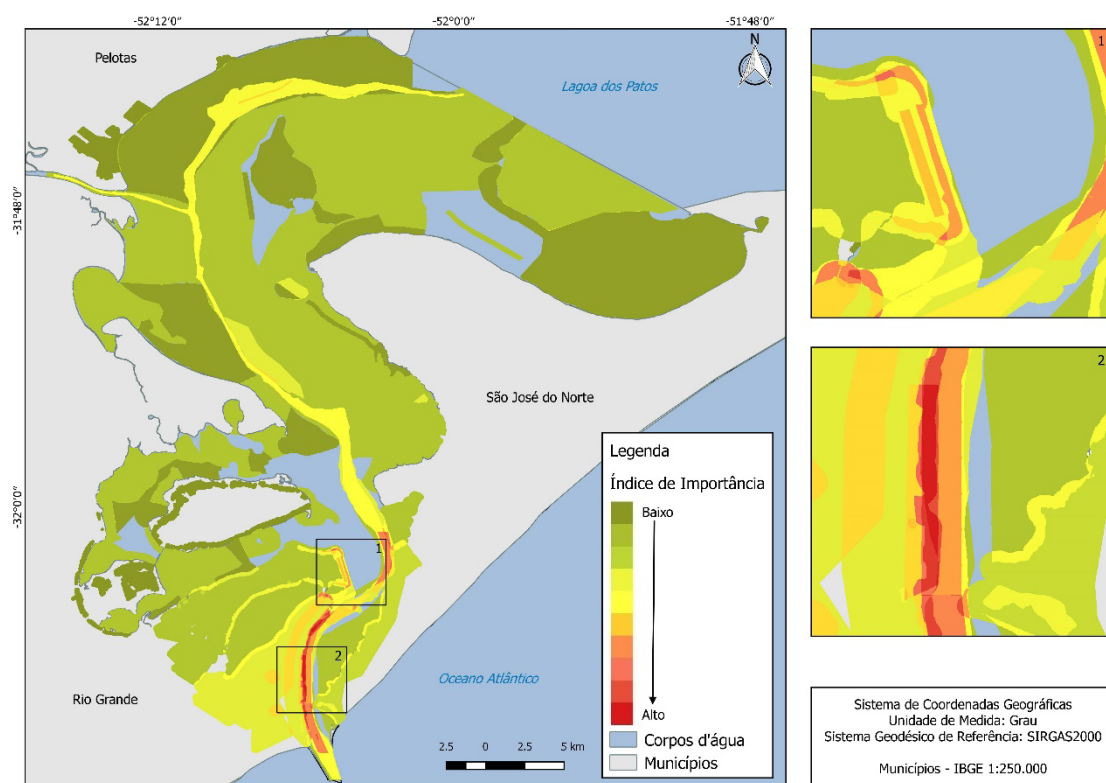 -52°12'0"
-52°0'0"
-51°48'0"
Pelotas
N
Lagoa dos Patos
-31°48'0"
São José do Norte
-32°0'0"
1
2
Rio Grande
Oceano Atlântico
2.5 0 2.5 5 km
Legenda
Índice de Importância
Baixo
Alto
Corpos d'água
Municípios
1
2
Sistema de Coordenadas Geográficas
Unidade de Medida: Grau
Sistema Geodésico de Referência: SIRGAS2000
Municípios - IBGE 1:250.000